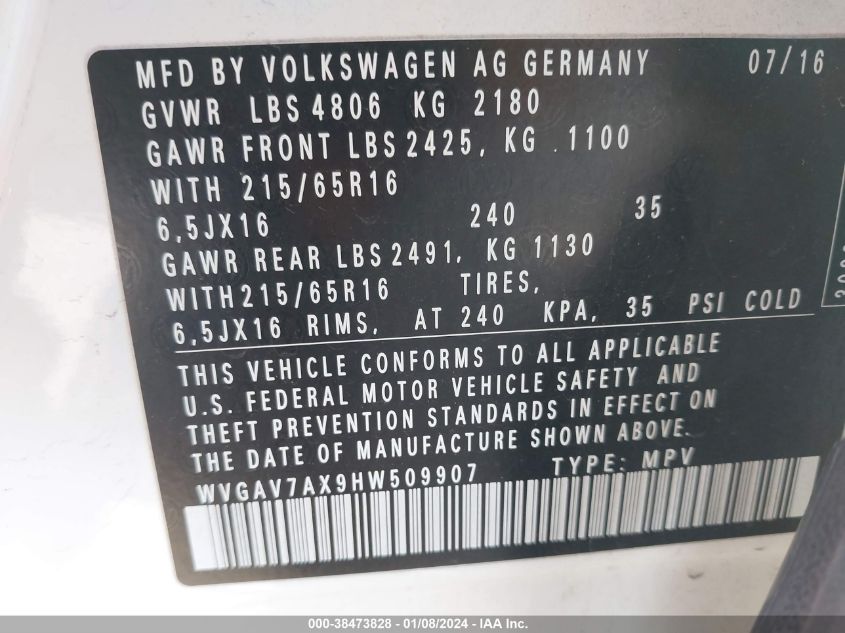 MFD BY VOLKSWAGEN AG GERMANY 07/16
GVWR LBS 4806 KG 2180
GAWR FRONT LBS 2425, KG .1100
WITH 215/65R16
6,5JX16 240 35
GAWR REAR LBS 2491, KG 1130
WITH 215/65R16 TIRES,
6,5JX16 RIMS, AT 240 KPA, 35 PSI COLD
THIS VEHICLE CONFORMS TO ALL APPLICABLE
U.S. FEDERAL MOTOR VEHICLE SAFETY AND
THEFT PREVENTION STANDARDS IN EFFECT ON
THE DATE OF MANUFACTURE SHOWN ABOVE.
WVGAV7AX9HW509907 TYPE: MPV
000-38473828 - 01/08/2024 - IAA Inc.